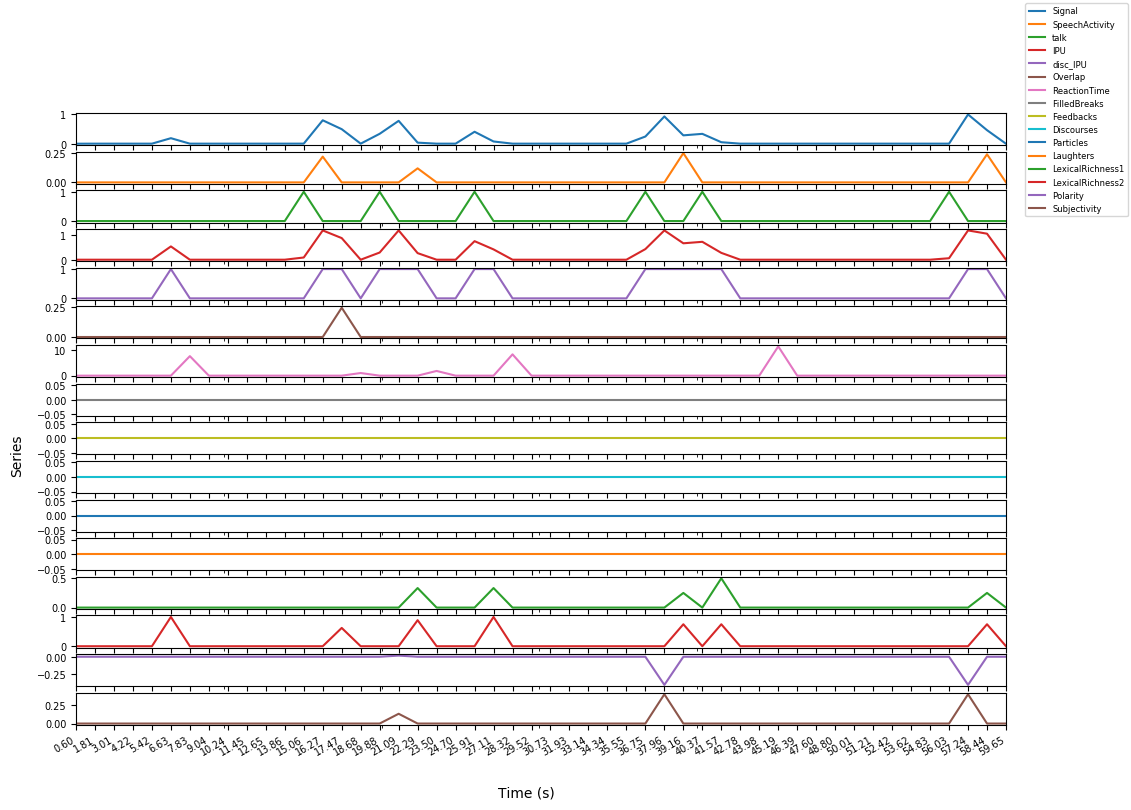 Signal
SpeechActivity
talk
IPU
disc_IPU
Overlap
ReactionTime
FilledBreaks
Feedbacks
Discourses
Particles
Laughters
LexicalRichness1
LexicalRichness2
Polarity
Subjectivity
1
0
0.25
0.00
1
0
1
0
1
0
0.25
0.00
10
0
0.05
0.00
−0.05
0.05
0.00
−0.05
0.05
0.00
−0.05
0.05
0.00
−0.05
0.05
0.00
−0.05
0.5
0.0
1
0
0.00
−0.25
0.25
0.00
Series
0.60 1.81 3.01 4.22 5.42 6.63 7.83 9.04 10.24 11.45 12.65 13.86 15.06 16.27 17.47 18.68 19.88 21.09 22.29 23.50 24.70 25.91 27.11 28.32 29.52 30.73 31.93 33.14 34.34 35.55 36.75 37.96 39.16 40.37 41.57 42.78 43.98 45.19 46.39 47.60 48.80 50.01 51.21 52.42 53.62 54.83 56.03 57.24 58.44 59.65
Time (s)